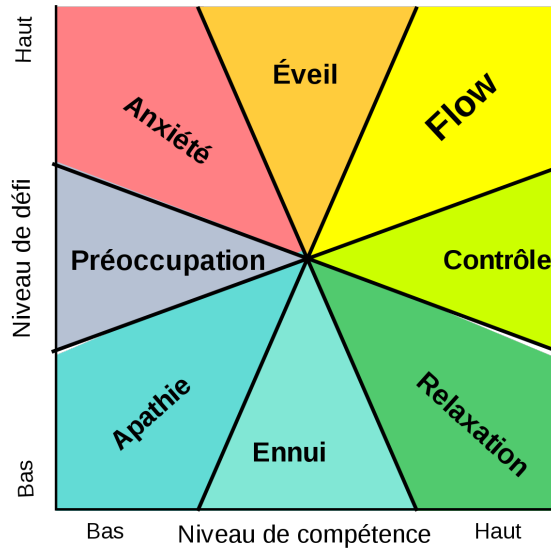 Haut
Éveil
Flow
Anxiété
Niveau de défi
Préoccupation
Contrôle
Apathie
Relaxation
Ennui
Bas
Bas
Niveau de compétence
Haut